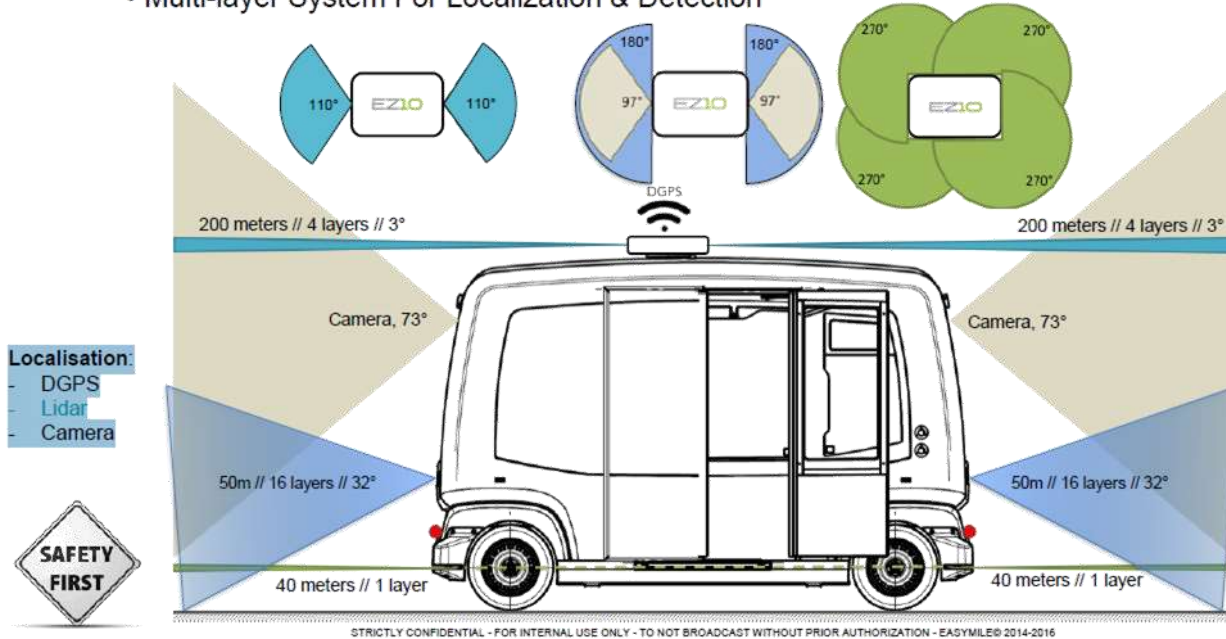 • Multi-layer System For Localization & Detection
110° EZ10 110°
180° 97° EZ10 97° 180°
270° 270°
EZ10
270° 270°
DGPS
200 meters // 4 layers // 3°
200 meters // 4 layers // 3°
Camera, 73°
Camera, 73°
Localisation:
- DGPS
- Lidar
- Camera
50m // 16 layers // 32°
50m // 16 layers // 32°
SAFETY
FIRST
40 meters // 1 layer
40 meters // 1 layer
STRICTLY CONFIDENTIAL - FOR INTERNAL USE ONLY - TO NOT BROADCAST WITHOUT PRIOR AUTHORIZATION - EASYMILE© 2014-2016